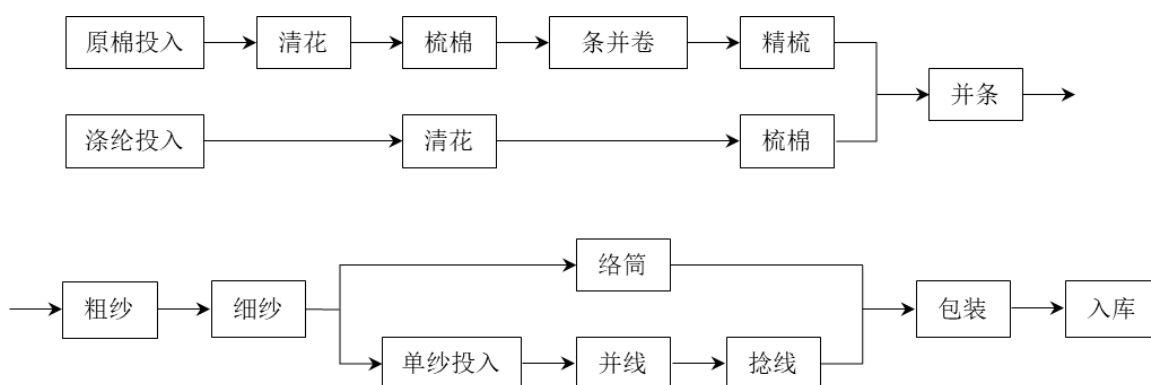 原棉投入
清花
梳棉
条并卷
精梳
并条
涤纶投入
清花
梳棉
络筒
粗纱
细纱
包装
入库
单纱投入
并线
捻线